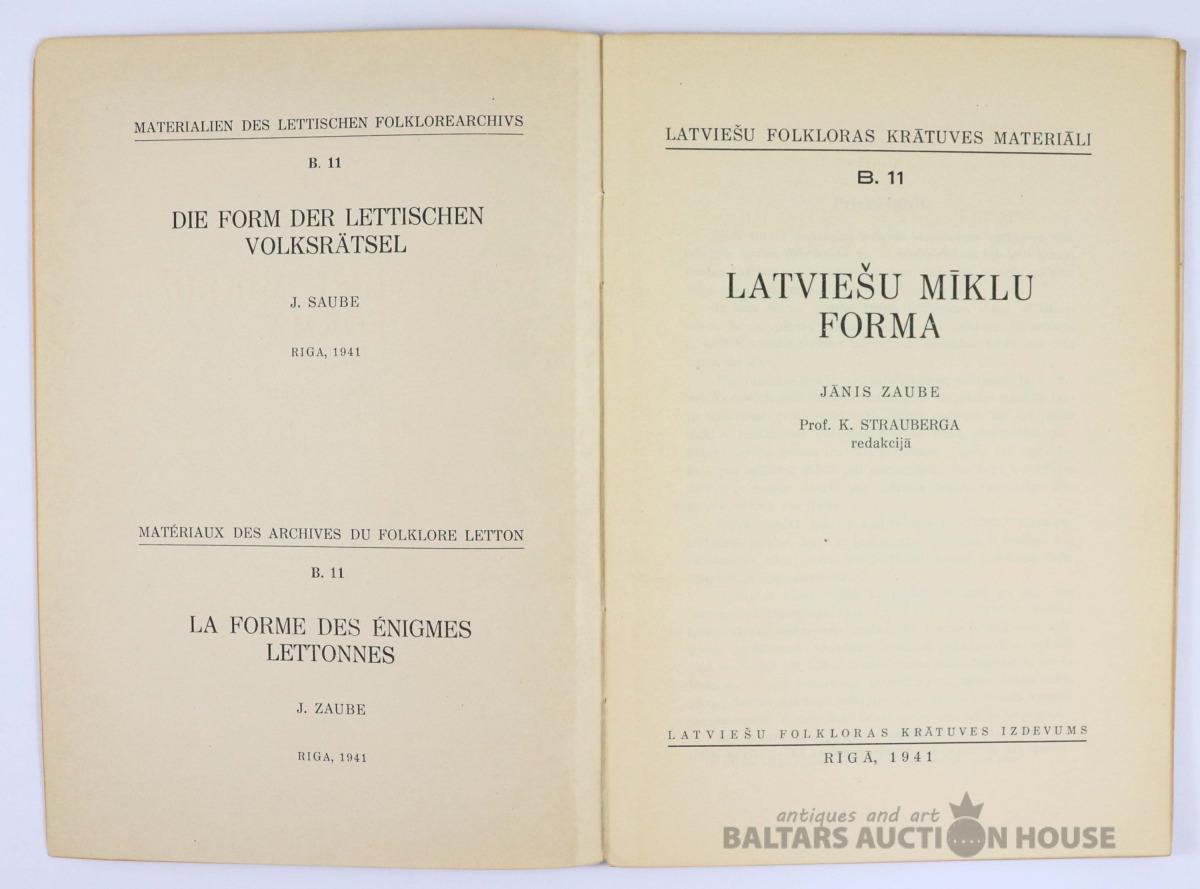 MATERIALIEN DES LETTISCHEN FOLKLOREARCHIVS
B. 11
DIE FORM DER LETTISCHEN
VOLKSRÄTSEL
J. SAUBE
RIGA, 1941
MATÉRIAUX DES ARCHIVES DU FOLKLORE LETTON
B. 11
LA FORME DES ÉNIGMES
LETTONNES
J. ZAUBE
RIGA, 1941
LATVIEŠU FOLKLORAS KRĀTUVES MATERIĀLI
B. 11
LATVIEŠU MĪKLU
FORMA
JĀNIS ZAUBE
Prof. K. STRAUBERGA
redakcijā
LATVIEŠU FOLKLORAS KRĀTUVES IZDEVUMS
RĪGĀ, 1941
antiques and art
BALTARS AUCTION HOUSE